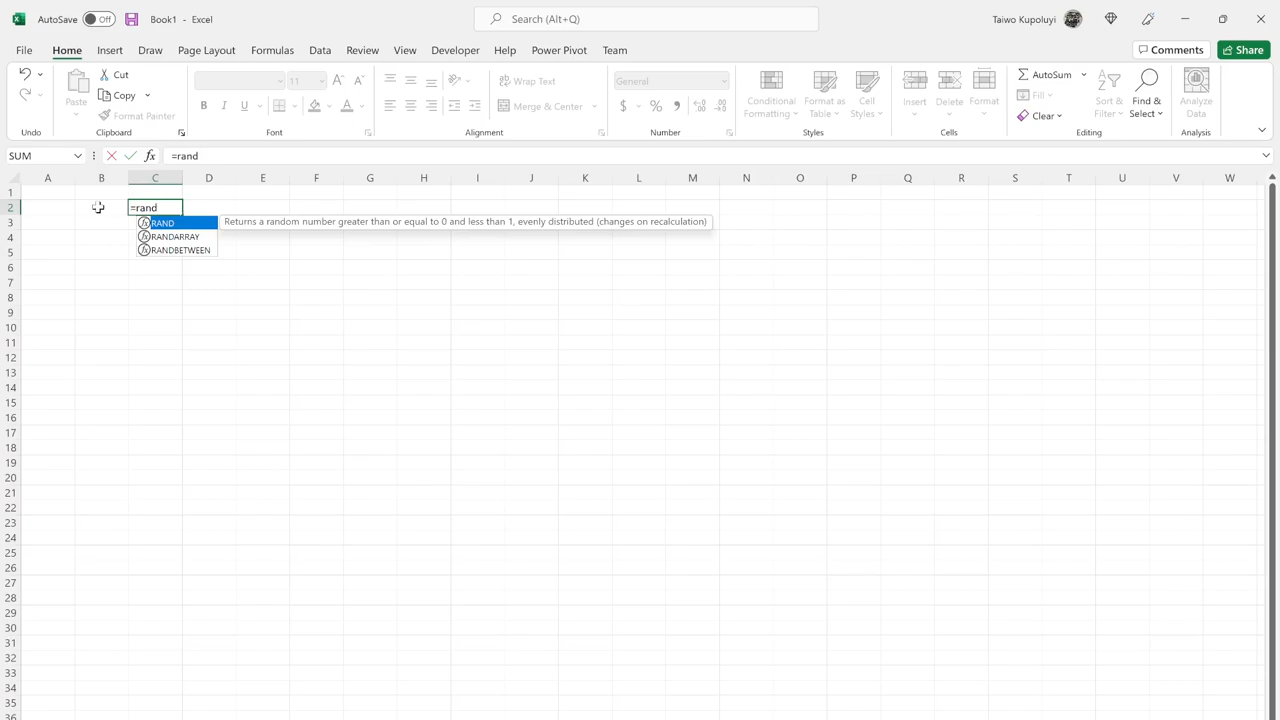 AutoSave Off Book1 - Excel Search (Alt+Q) Taiwo Kupoluyi
File Home Insert Draw Page Layout Formulas Data Review View Developer Help Power Pivot Team Comments Share
Paste Cut Copy Format Painter
11 B I U
Wrap Text Merge & Center
General $ %
Conditional Formatting Format as Table Cell Styles
Insert Delete Format
AutoSum Fill Clear Sort & Filter Find & Select
Analyze Data
Undo Clipboard Font Alignment Number Styles Cells Editing Analysis
SUM fx =rand
A B C D E F G H I J K L M N O P Q R S T U V W
1
2 =rand
3 RAND Returns a random number greater than or equal to 0 and less than 1, evenly distributed (changes on recalculation)
4 RANDARRAY
5 RANDBETWEEN
6
7
8
9
10
11
12
13
14
15
16
17
18
19
20
21
22
23
24
25
26
27
28
29
30
31
32
33
34
35
36